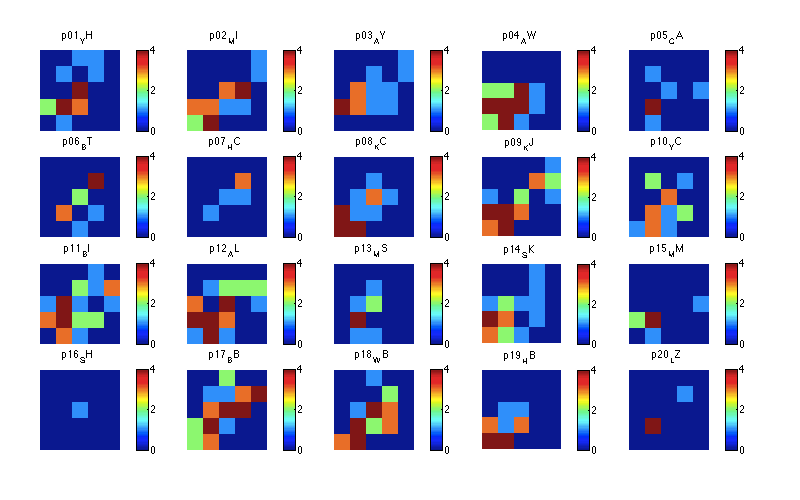 p01YH p02MI p03AY p04AW p05GA
4 4 4 4 4
2 2 2 2 2
0 0 0 0 0
p06BT p07HC p08KC p09KJ p10YC
4 4 4 4 4
2 2 2 2 2
0 0 0 0 0
p11BI p12AL p13MS p14SK p15MM
4 4 4 4 4
2 2 2 2 2
0 0 0 0 0
p16SH p17BB p18WB p19HB p20LZ
4 4 4 4 4
2 2 2 2 2
0 0 0 0 0